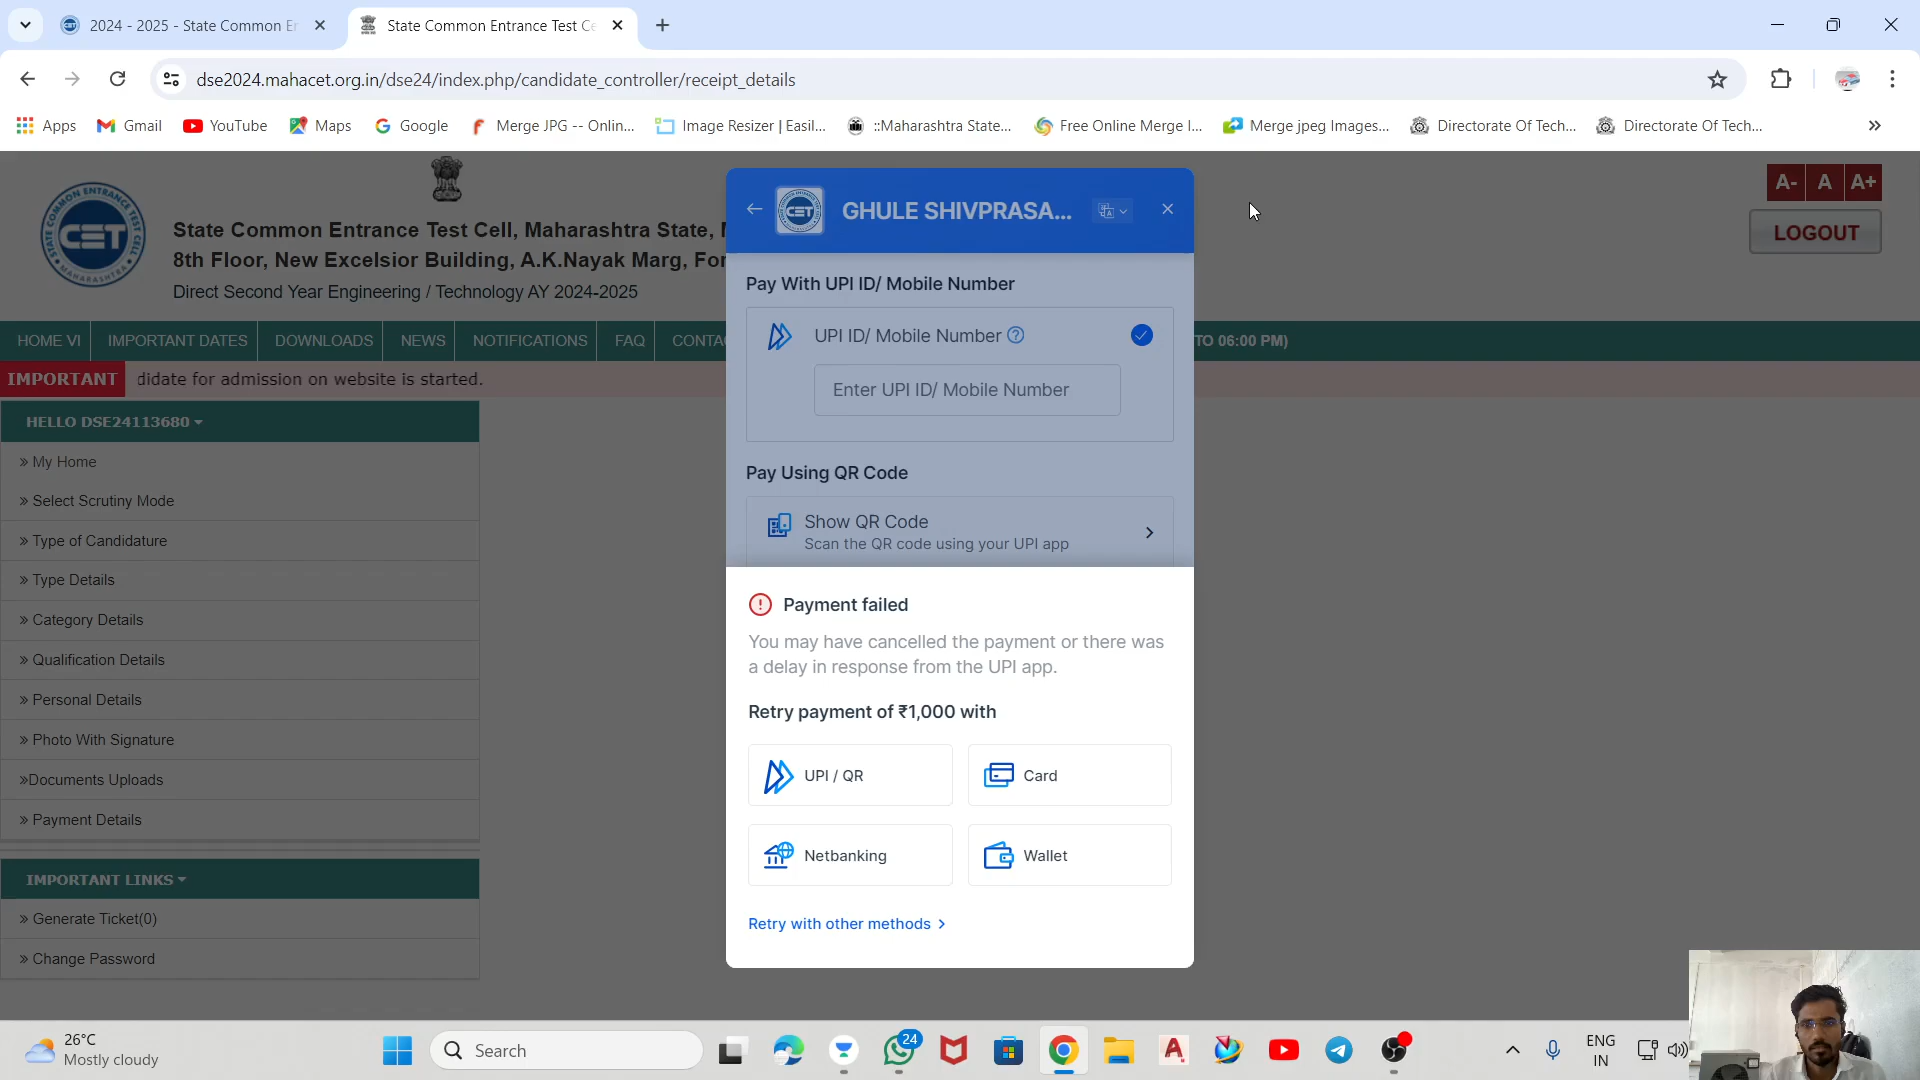 2024 - 2025 - State Common En
State Common Entrance Test Ce
dse2024.mahacet.org.in/dse24/index.php/candidate_controller/receipt_details
Apps
Gmail
YouTube
Maps
Google
Merge JPG -- Onlin...
Image Resizer | Easil...
::Maharashtra State...
Free Online Merge I...
Merge jpeg Images...
Directorate Of Tech...
Directorate Of Tech...
STATE COMMON ENTRANCE TEST CELL
CET
MAHARASHTRA
State Common Entrance Test Cell, Maharashtra State,
8th Floor, New Excelsior Building, A.K.Nayak Marg, For
Direct Second Year Engineering / Technology AY 2024-2025
A-
A
A+
LOGOUT
HOME VI
IMPORTANT DATES
DOWNLOADS
NEWS
NOTIFICATIONS
FAQ
CONTA
TO 06:00 PM)
IMPORTANT
didate for admission on website is started.
HELLO DSE24113680
» My Home
» Select Scrutiny Mode
» Type of Candidature
» Type Details
» Category Details
» Qualification Details
» Personal Details
» Photo With Signature
»Documents Uploads
» Payment Details
IMPORTANT LINKS
» Generate Ticket(0)
» Change Password
CET
GHULE SHIVPRASA...
Pay With UPI ID/ Mobile Number
UPI ID/ Mobile Number
Enter UPI ID/ Mobile Number
Pay Using QR Code
Show QR Code
Scan the QR code using your UPI app
Payment failed
You may have cancelled the payment or there was
a delay in response from the UPI app.
Retry payment of ₹1,000 with
UPI / QR
Card
Netbanking
Wallet
Retry with other methods >
26°C
Mostly cloudy
Search
24
ENG
IN